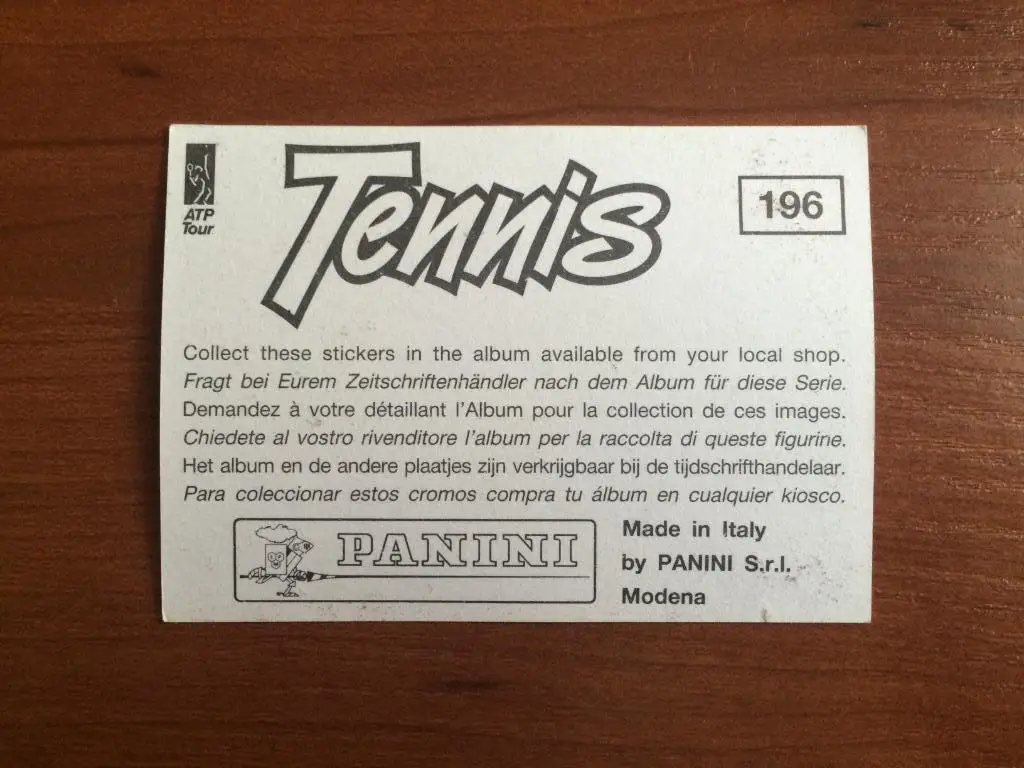 ATP
Tour
Tennis
196
Collect these stickers in the album available from your local shop.
Fragt bei Eurem Zeitschriftenhändler nach dem Album für diese Serie.
Demandez à votre détaillant l'Album pour la collection de ces images.
Chiedete al vostro rivenditore l'album per la raccolta di queste figurine.
Het album en de andere plaatjes zijn verkrijgbaar bij de tijdschrifthandelaar.
Para coleccionar estos cromos compra tu álbum en cualquier kiosco.
PANINI
Made in Italy
by PANINI S.r.l.
Modena